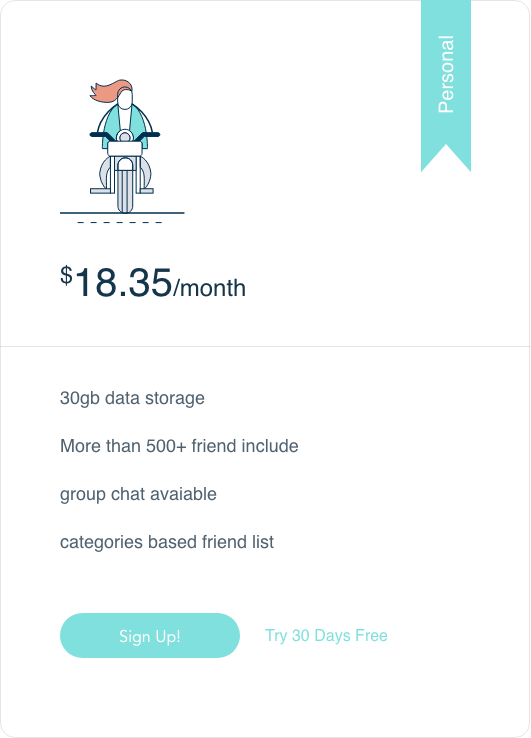 Personal
$18.35/month
30gb data storage
More than 500+ friend include
group chat avaiable
categories based friend list
Sign Up!
Try 30 Days Free